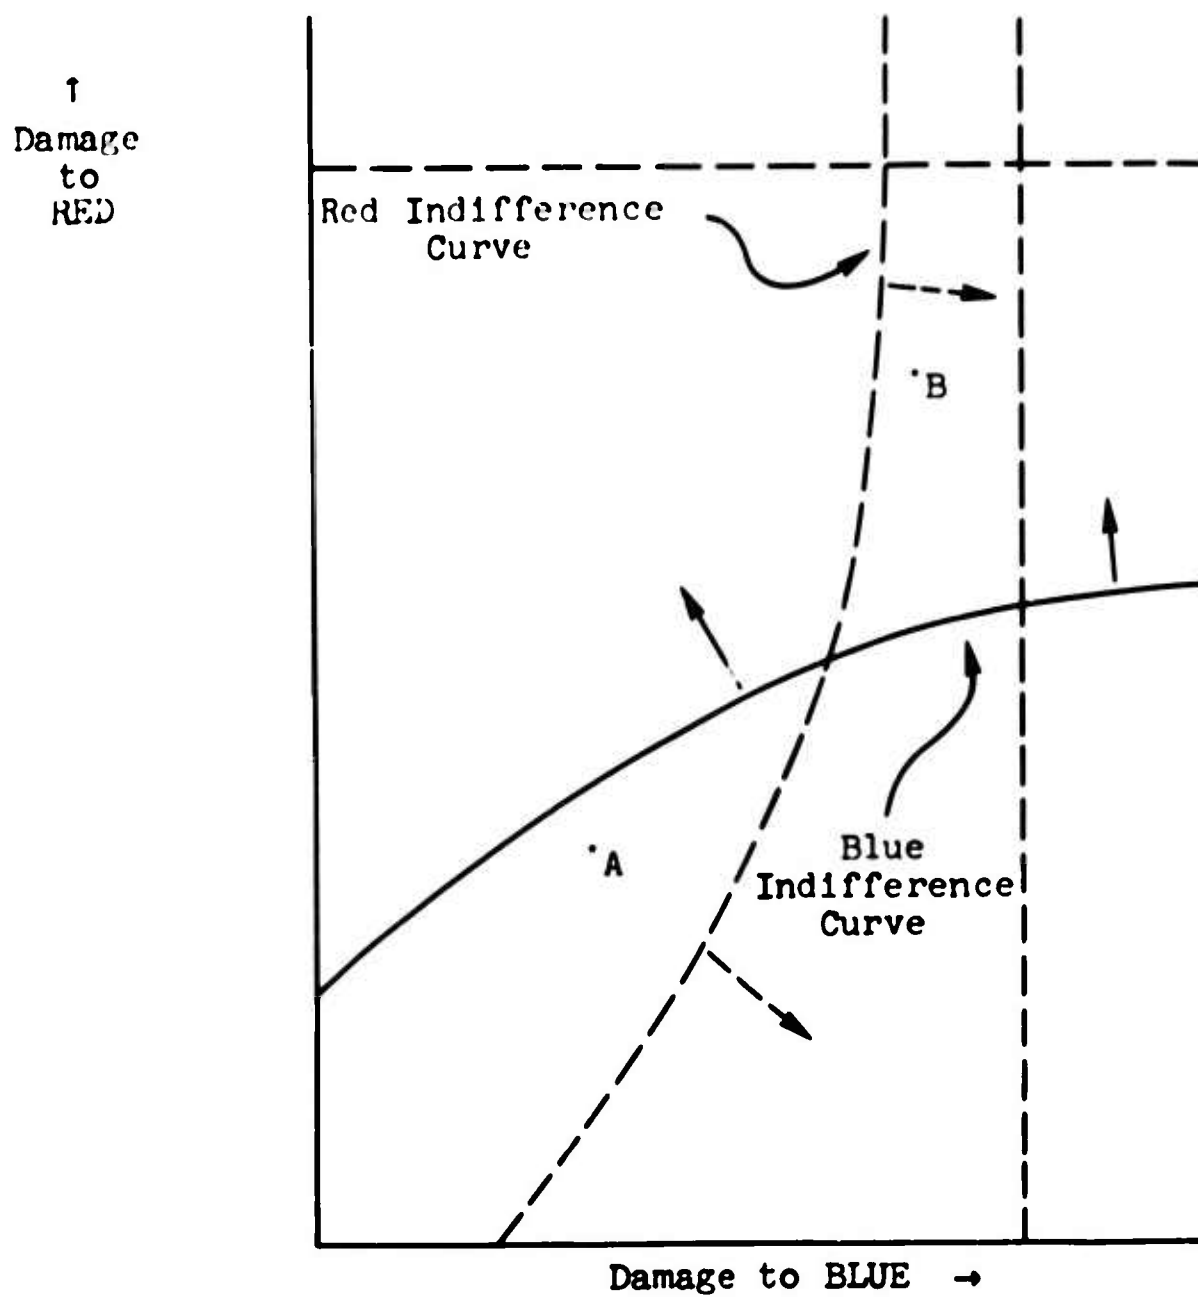 ↑
Damage
to
RED
Red Indifference
Curve
B
A
Blue
Indifference
Curve
Damage to BLUE →